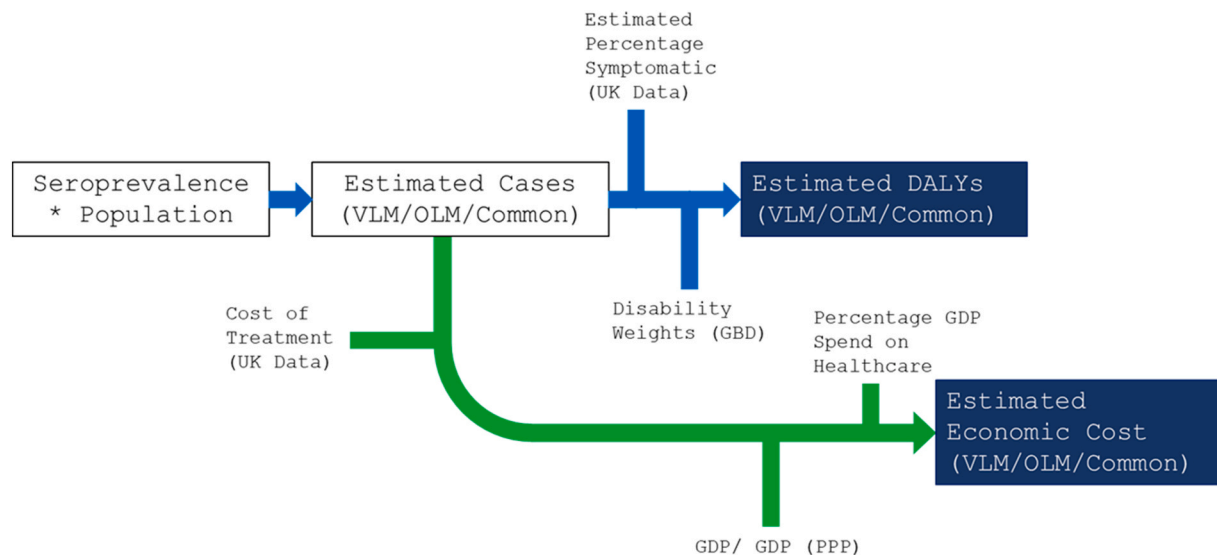 Estimated
Percentage
Symptomatic
(UK Data)
Seroprevalence
* Population
Estimated Cases
(VLM/OLM/Common)
Estimated DALYs
(VLM/OLM/Common)
Cost of
Treatment
(UK Data)
Disability
Weights (GBD)
Percentage GDP
Spend on
Healthcare
Estimated
Economic Cost
(VLM/OLM/Common)
GDP/ GDP (PPP)